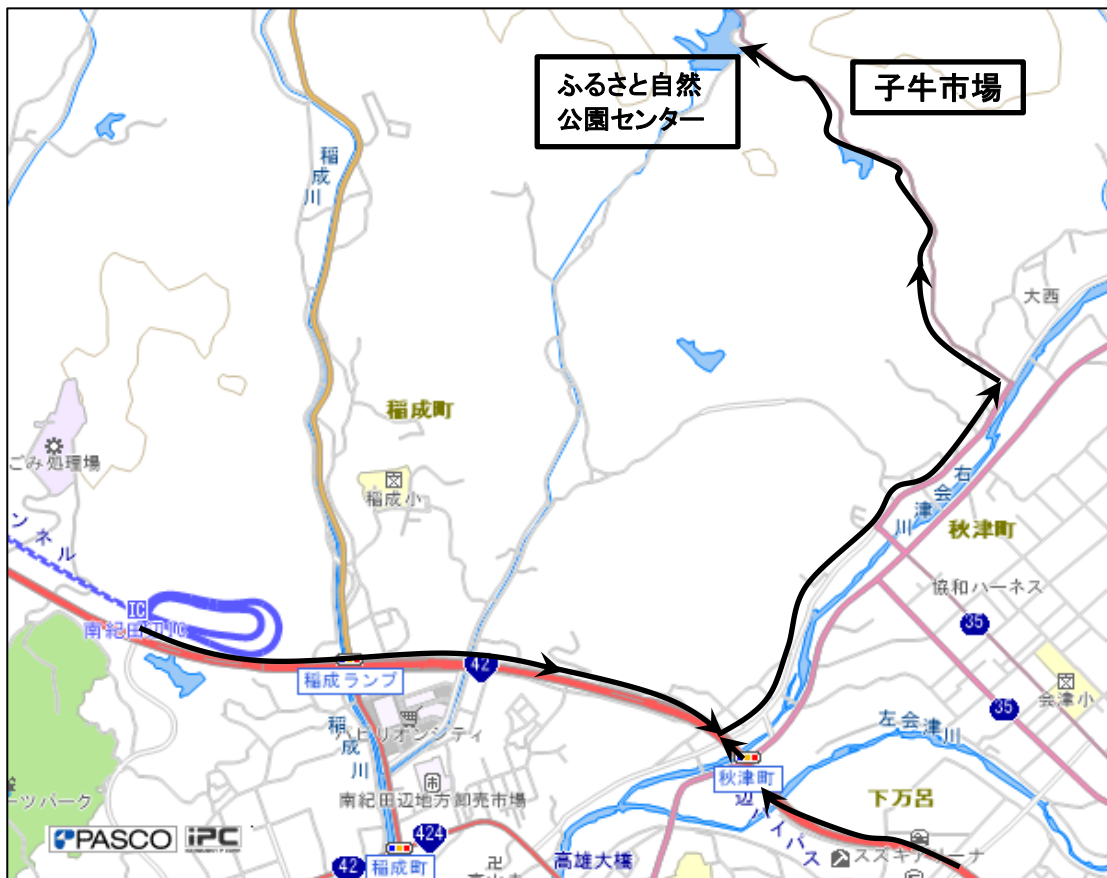 ふるさと自然
公園センター
子牛市場
稲成川
大西
稲成町
ごみ処理場
稲成小
右会津川
秋津町
ンネル
協和ハーネス
35
IC
南紀田辺IC
稲成ランプ
42
会津小
35
パビリオンシティ
稲成川
左会津川
秋津町
南紀田辺地方卸売市場
下万呂
ーツパーク
辺バイパス
PASCO
iPC
424
42
稲成町
高雄大橋
スズキアリーナ